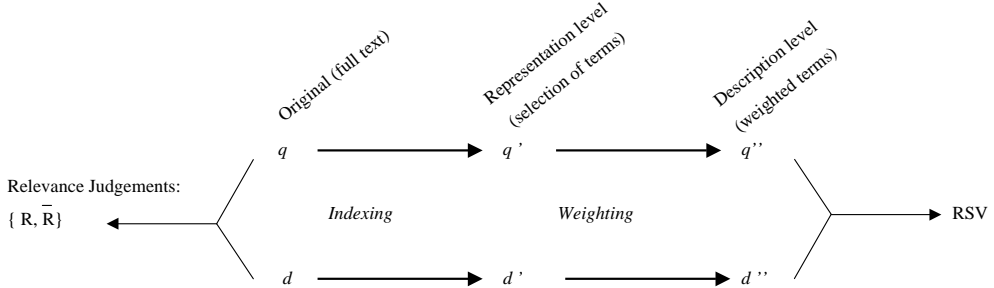 Original (full text)
Representation level
(selection of terms)
Description level
(weighted terms)
q
q '
q''
Relevance Judgements:
{ R, R̅}
Indexing
Weighting
RSV
d
d '
d ''